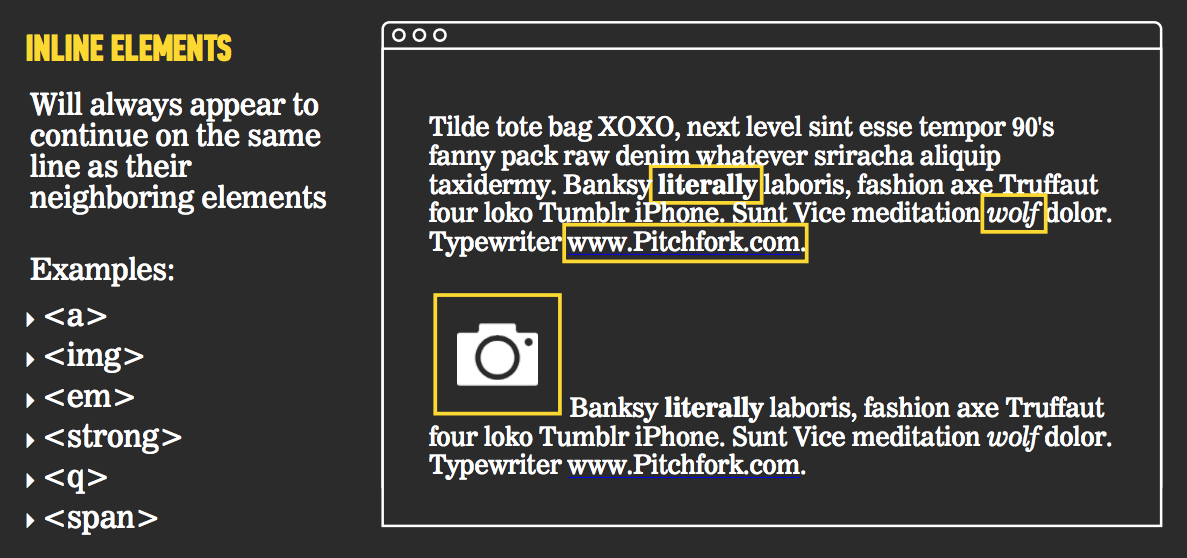 INLINE ELEMENTS
Will always appear to
continue on the same
line as their
neighboring elements
Examples:
<a>
<img>
<em>
<strong>
<q>
<span>
Tilde tote bag XOXO, next level sint esse tempor 90's
fanny pack raw denim whatever sriracha aliquip
taxidermy. Banksy literally laboris, fashion axe Truffaut
four loko Tumblr iPhone. Sunt Vice meditation wolf dolor.
Typewriter www.Pitchfork.com.
Banksy literally laboris, fashion axe Truffaut
four loko Tumblr iPhone. Sunt Vice meditation wolf dolor.
Typewriter www.Pitchfork.com.